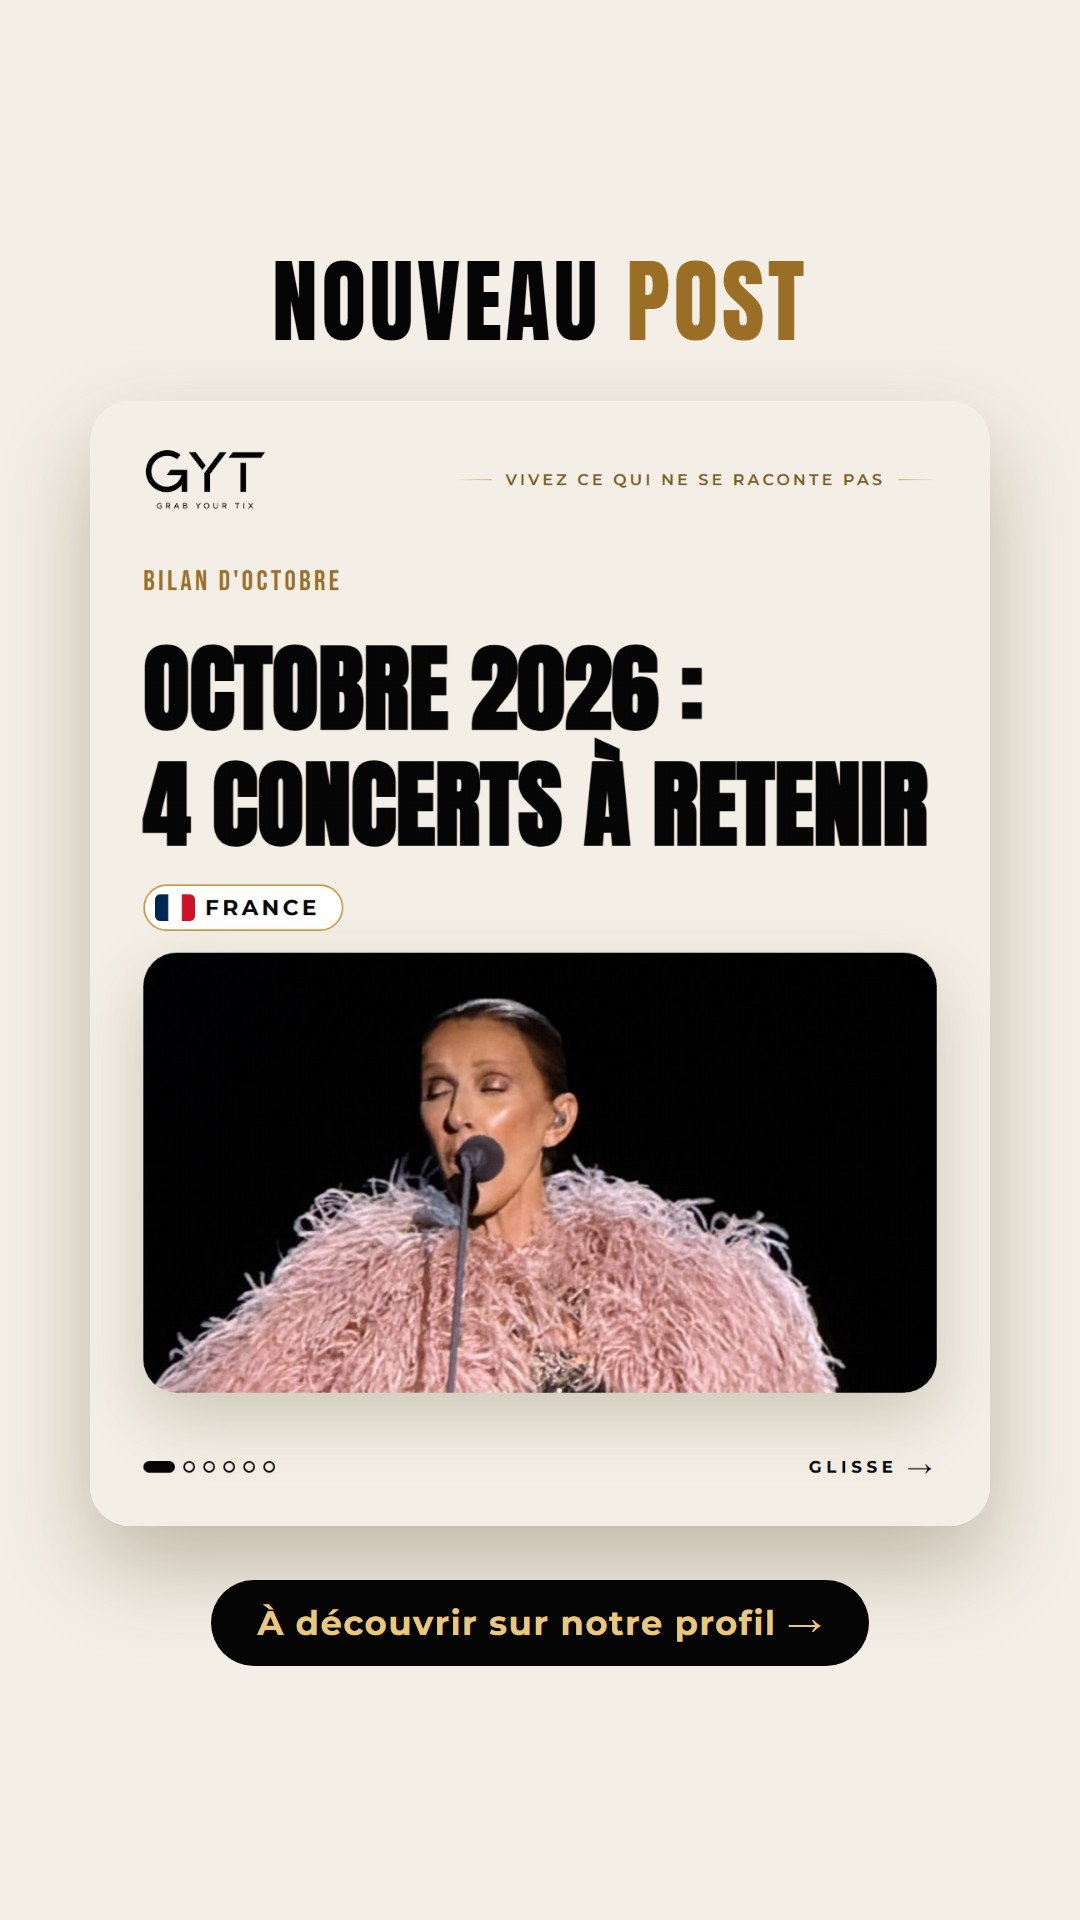 NOUVEAU POST
GYT
GRAB YOUR TIX
VIVEZ CE QUI NE SE RACONTE PAS
BILAN D'OCTOBRE
OCTOBRE 2026 :
4 CONCERTS À RETENIR
FRANCE
GLISSE →
À découvrir sur notre profil →